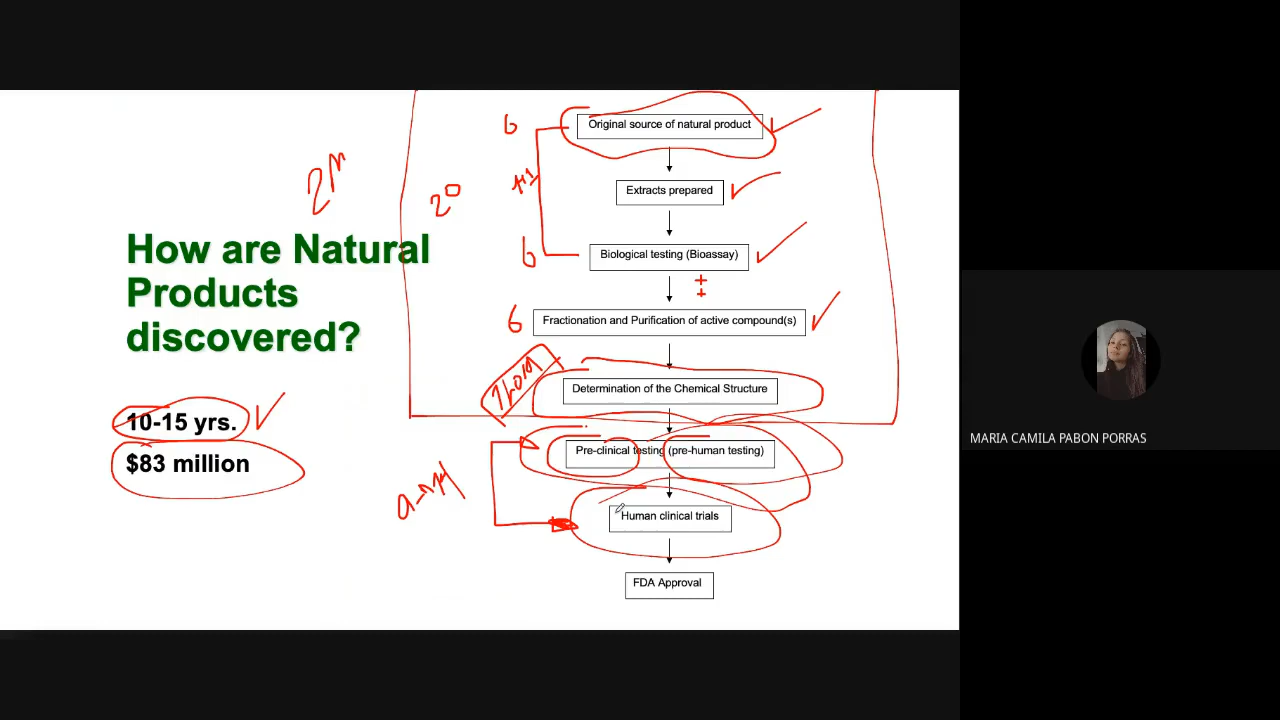 How are Natural
Products
discovered?
10-15 yrs.
$83 million
Original source of natural product
Extracts prepared
Biological testing (Bioassay)
Fractionation and Purification of active compound(s)
Determination of the Chemical Structure
Pre-clinical testing (pre-human testing)
Human clinical trials
FDA Approval
MARIA CAMILA PABON PORRAS